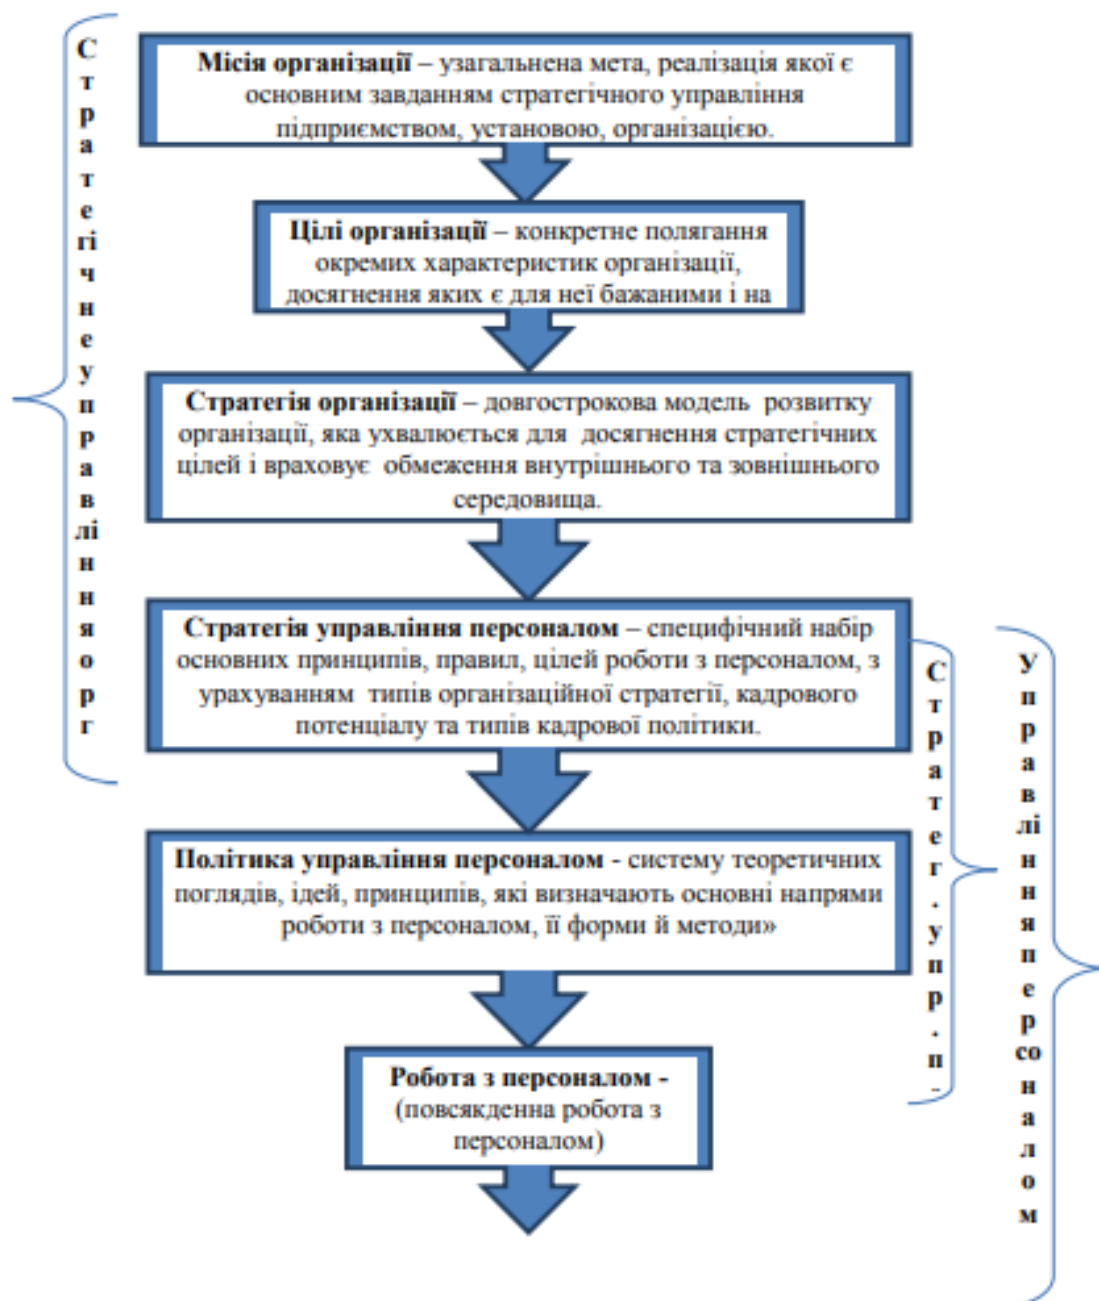 Стратегічне управління орг
Місія організації – узагальнена мета, реалізація якої є
основним завданням стратегічного управління
підприємством, установою, організацією.
Цілі організації – конкретне полягання
окремих характеристик організації,
досягнення яких є для неї бажаними і на
Стратегія організації – довгострокова модель розвитку
організації, яка ухвалюється для досягнення стратегічних
цілей і враховує обмеження внутрішнього та зовнішнього
середовища.
Стратегія управління персоналом – специфічний набір
основних принципів, правил, цілей роботи з персоналом, з
урахуванням типів організаційної стратегії, кадрового
потенціалу та типів кадрової політики.
Політика управління персоналом - систему теоретичних
поглядів, ідей, принципів, які визначають основні напрями
роботи з персоналом, її форми й методи»
Робота з персоналом -
(повсякденна робота з
персоналом)
Стратег. упр. п
Управління персоналом